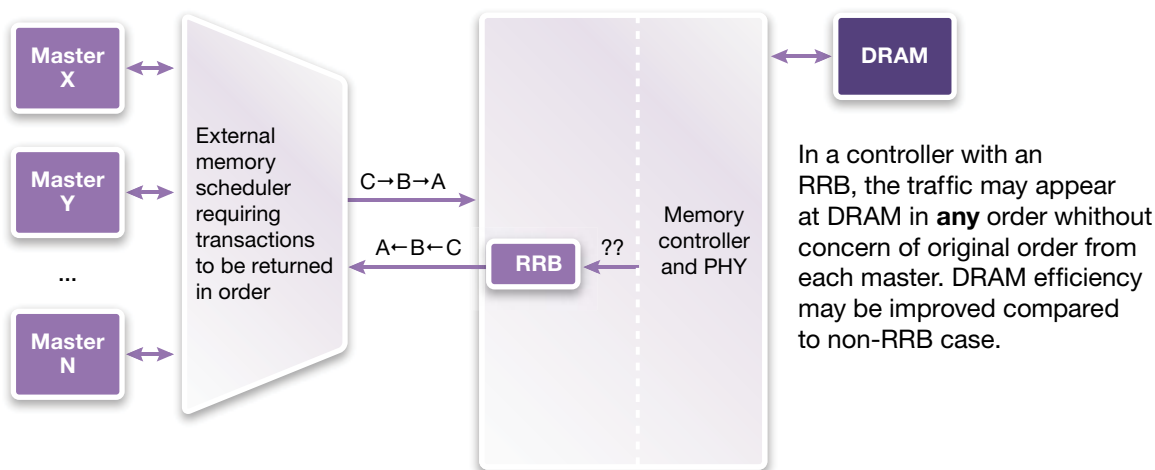 Master
X
Master
Y
...
Master
N
External
memory
scheduler
requiring
transactions
to be returned
in order
C→B→A
A←B←C
RRB
??
Memory
controller
and PHY
DRAM
In a controller with an
RRB, the traffic may appear
at DRAM in any order whithout
concern of original order from
each master. DRAM efficiency
may be improved compared
to non-RRB case.